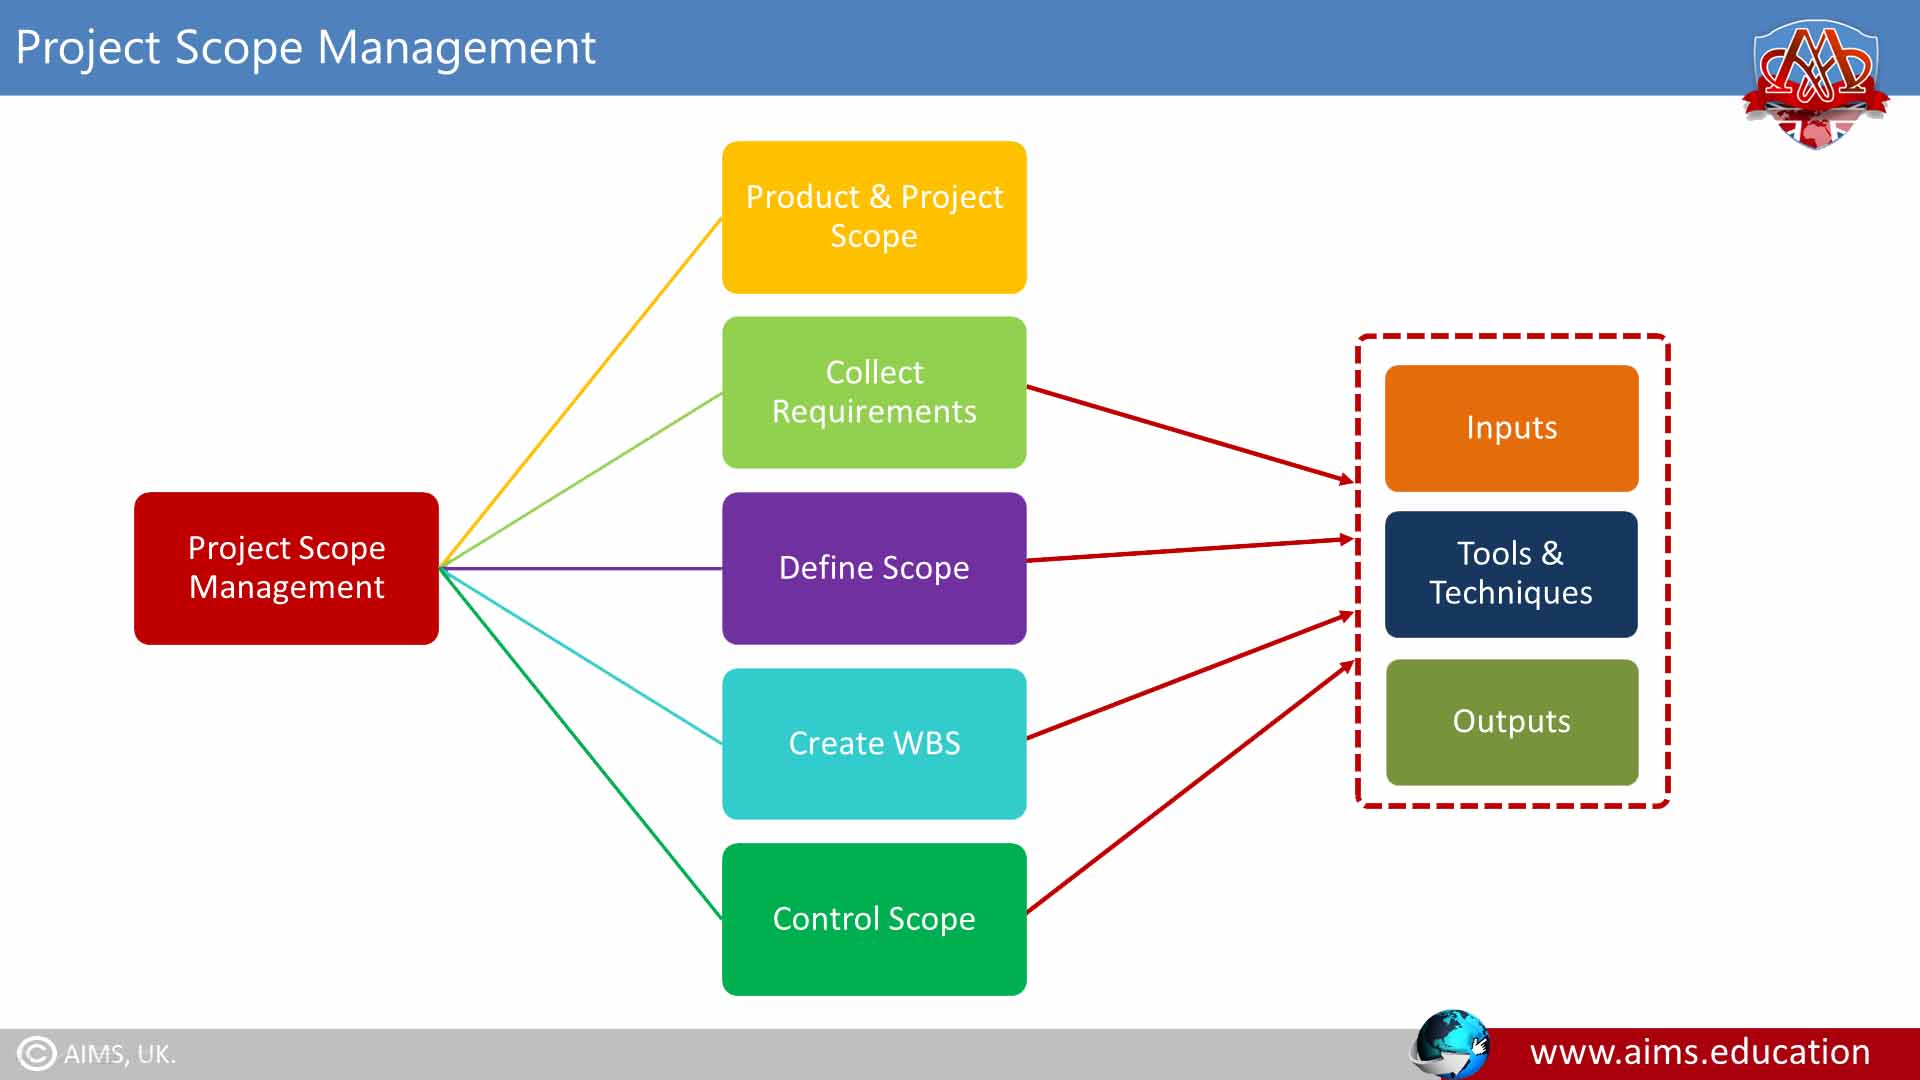 Project Scope Management
Product & Project
Scope
Collect
Requirements
Project Scope
Management
Define Scope
Create WBS
Control Scope
Inputs
Tools &
Techniques
Outputs
© AIMS, UK.
www.aims.education